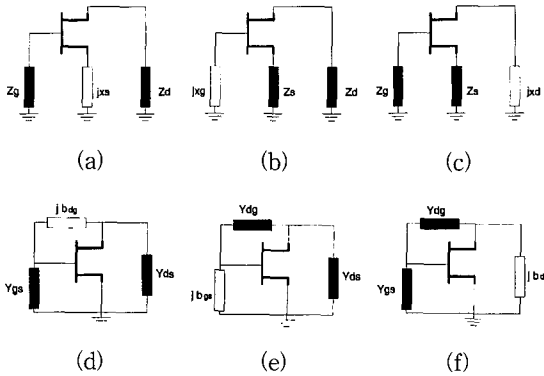 Zg jxs Zd
jxg Zs Zd
Zg Zs jxd
(a) (b) (c)
j bdg
Ygs Yds
Ydg
j bgs Yds
Ydg
Ygs j bd
(d) (e) (f)